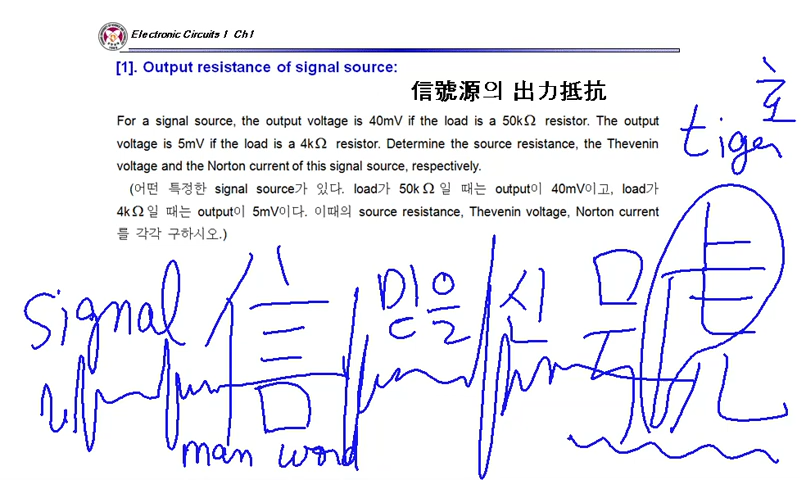 Electronic Circuits 1 Ch1
[1]. Output resistance of signal source:
信號源의 出力抵抗
For a signal source, the output voltage is 40mV if the load is a 50kΩ resistor. The output
voltage is 5mV if the load is a 4kΩ resistor. Determine the source resistance, the Thevenin
voltage and the Norton current of this signal source, respectively.
(어떤 특정한 signal source가 있다. load가 50kΩ일 때는 output이 40mV이고, load가
4kΩ일 때는 output이 5mV이다. 이때의 source resistance, Thevenin voltage, Norton current
를 각각 구하시오.)
tiger
signal 信 믿을 신 號
man word